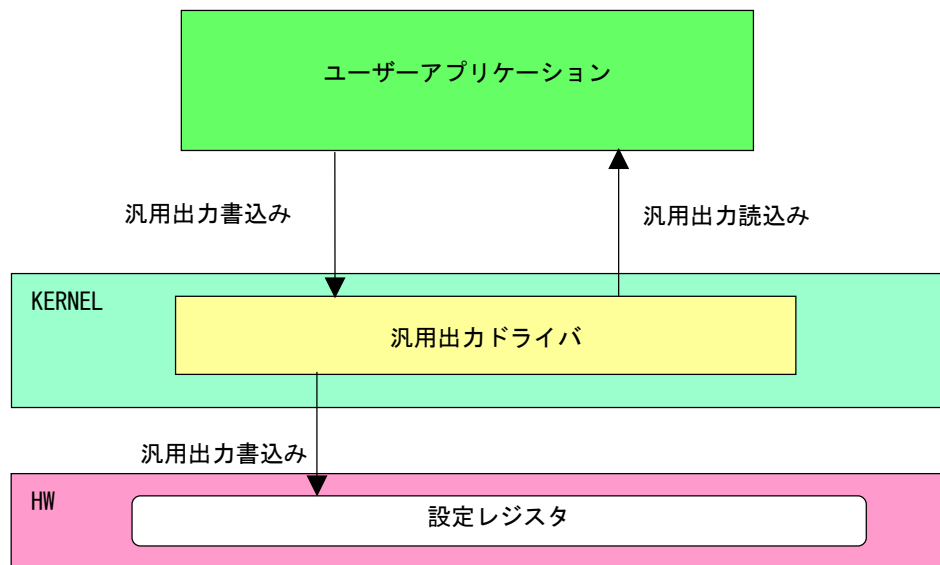 ユーザーアプリケーション
汎用出力書込み
汎用出力読込み
KERNEL
汎用出力ドライバ
汎用出力書込み
HW
設定レジスタ